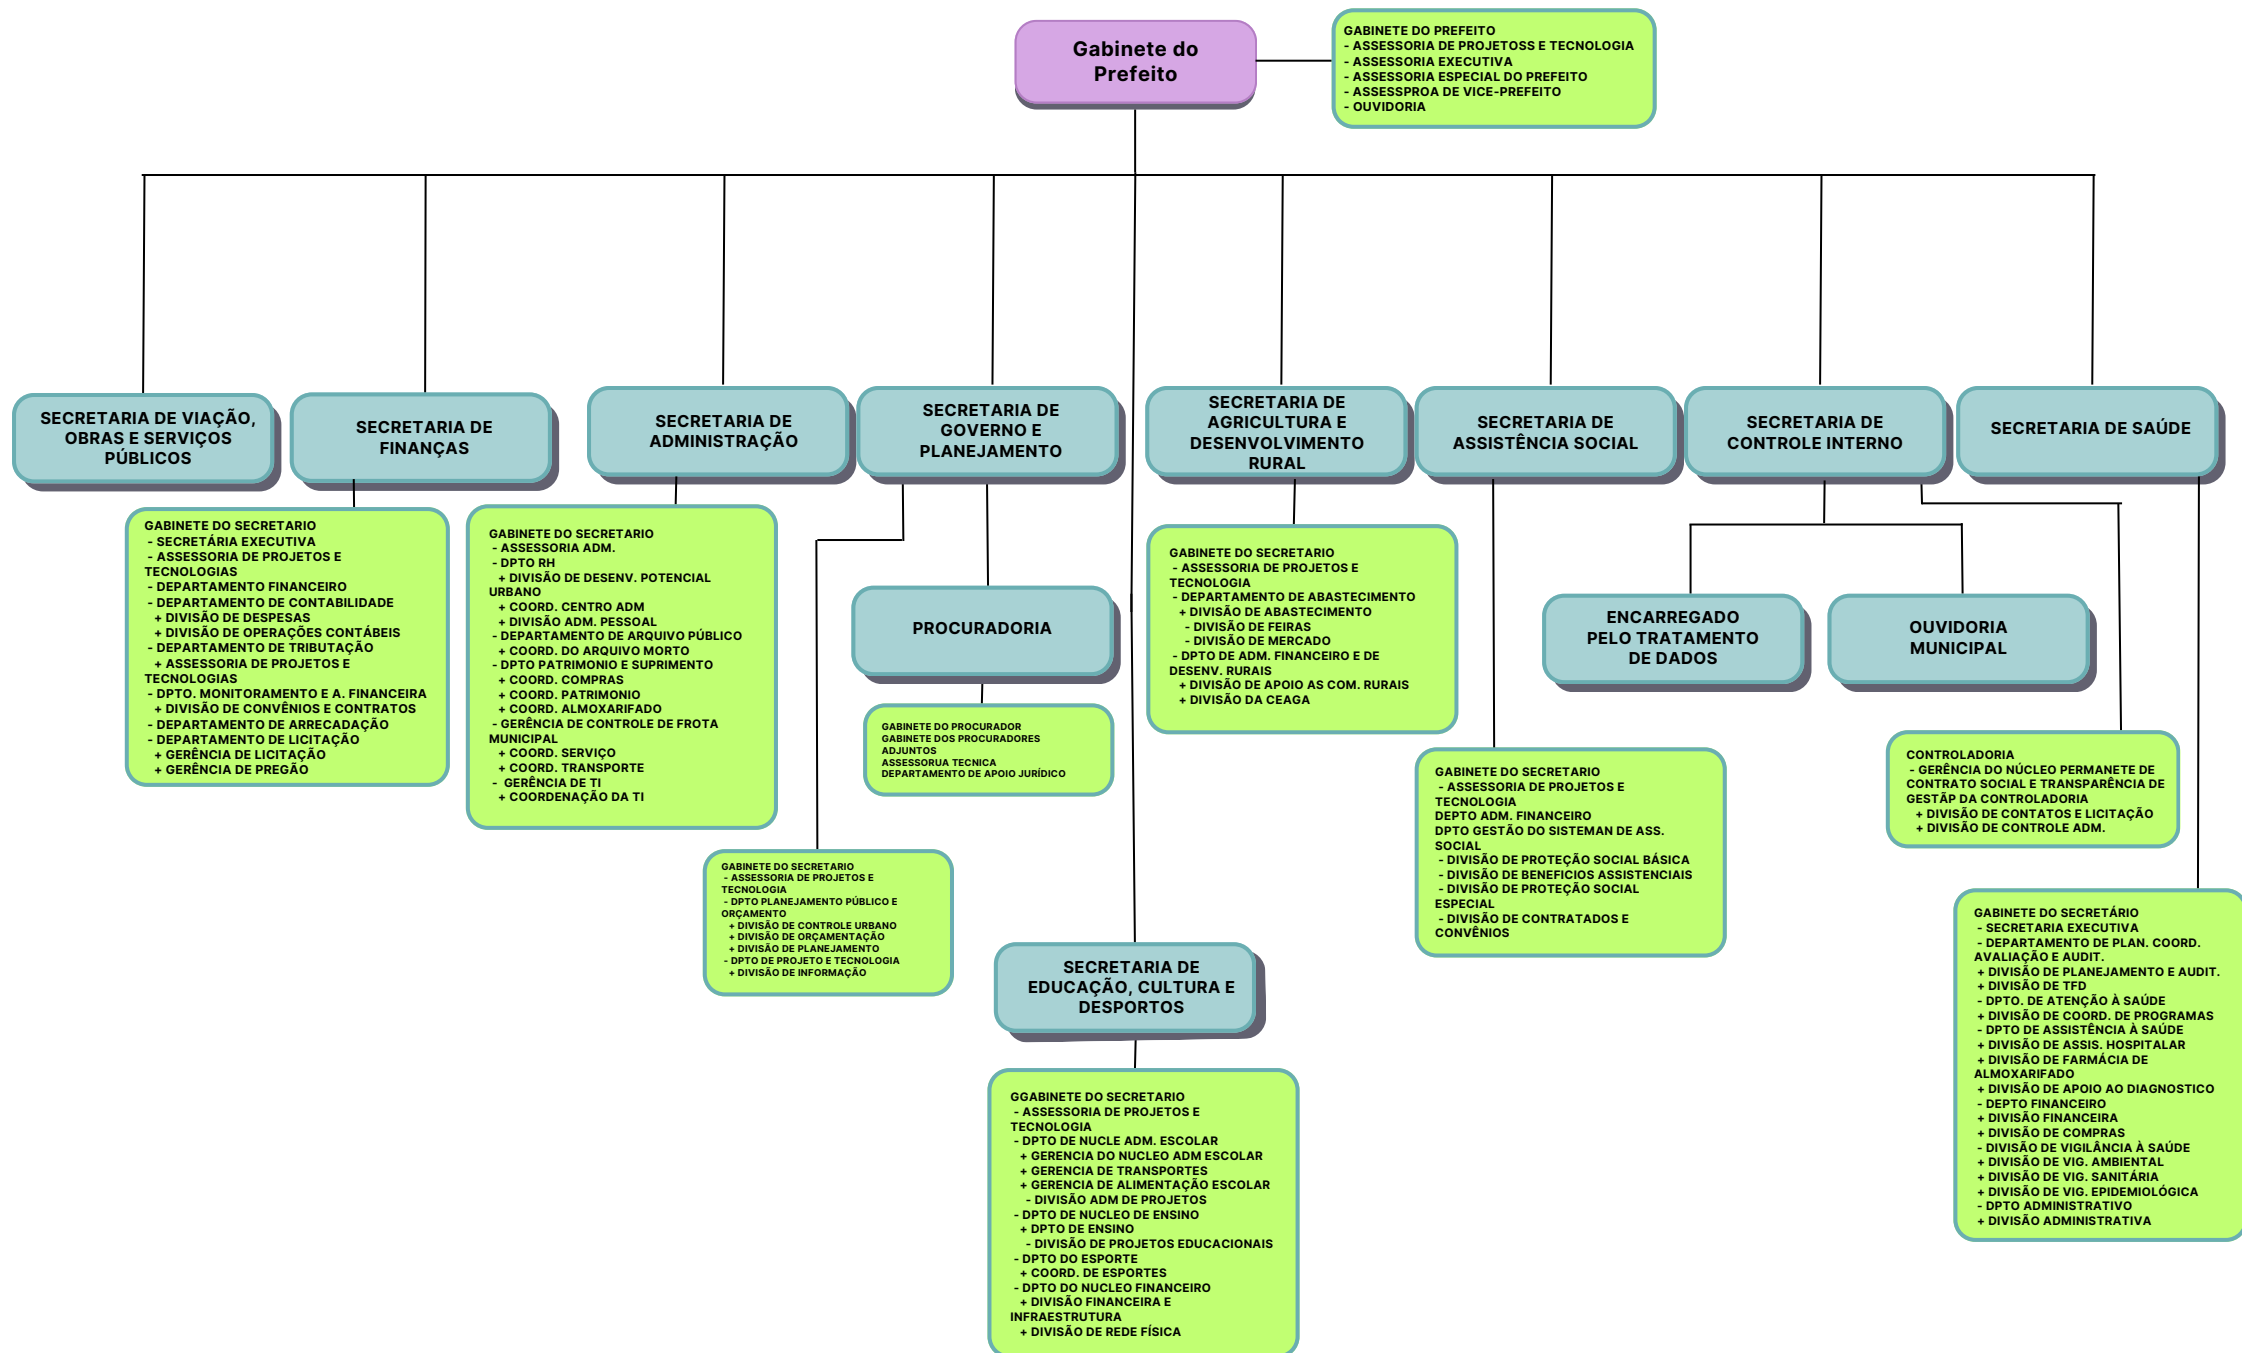 Gabinete do
Prefeito
GABINETE DO PREFEITO
- ASSESSORIA DE PROJETOSS E TECNOLOGIA
- ASSESSORIA EXECUTIVA
- ASSESSORIA ESPECIAL DO PREFEITO
- ASSESSPROA DE VICE-PREFEITO
- OUVIDORIA
SECRETARIA DE VIAÇÃO,
OBRAS E SERVIÇOS
PÚBLICOS
SECRETARIA DE
FINANÇAS
SECRETARIA DE
ADMINISTRAÇÃO
SECRETARIA DE
GOVERNO E
PLANEJAMENTO
SECRETARIA DE
AGRICULTURA E
DESENVOLVIMENTO
RURAL
SECRETARIA DE
ASSISTÊNCIA SOCIAL
SECRETARIA DE
CONTROLE INTERNO
SECRETARIA DE SAÚDE
GABINETE DO SECRETARIO
- SECRETÁRIA EXECUTIVA
- ASSESSORIA DE PROJETOS E
TECNOLOGIAS
- DEPARTAMENTO FINANCEIRO
- DEPARTAMENTO DE CONTABILIDADE
+ DIVISÃO DE DESPESAS
+ DIVISÃO DE OPERAÇÕES CONTÁBEIS
- DEPARTAMENTO DE TRIBUTAÇÃO
+ ASSESSORIA DE PROJETOS E
TECNOLOGIAS
- DPTO. MONITORAMENTO E A. FINANCEIRA
+ DIVISÃO DE CONVÊNIOS E CONTRATOS
- DEPARTAMENTO DE ARRECADAÇÃO
- DEPARTAMENTO DE LICITAÇÃO
+ GERÊNCIA DE LICITAÇÃO
+ GERÊNCIA DE PREGÃO
GABINETE DO SECRETARIO
- ASSESSORIA ADM.
- DPTO RH
+ DIVISÃO DE DESENV. POTENCIAL
URBANO
+ COORD. CENTRO ADM
+ DIVISÃO ADM. PESSOAL
- DEPARTAMENTO DE ARQUIVO PÚBLICO
+ COORD. DO ARQUIVO MORTO
- DPTO PATRIMONIO E SUPRIMENTO
+ COORD. COMPRAS
+ COORD. PATRIMONIO
+ COORD. ALMOXARIFADO
- GERÊNCIA DE CONTROLE DE FROTA
MUNICIPAL
+ COORD. SERVIÇO
+ COORD. TRANSPORTE
- GERÊNCIA DE TI
+ COORDENAÇÃO DA TI
PROCURADORIA
GABINETE DO PROCURADOR
GABINETE DOS PROCURADORES
ADJUNTOS
ASSESSORUA TECNICA
DEPARTAMENTO DE APOIO JURÍDICO
GABINETE DO SECRETARIO
- ASSESSORIA DE PROJETOS E
TECNOLOGIA
- DPTO PLANEJAMENTO PÚBLICO E
ORÇAMENTO
+ DIVISÃO DE CONTROLE URBANO
+ DIVISÃO DE ORÇAMENTAÇÃO
+ DIVISÃO DE PLANEJAMENTO
- DPTO DE PROJETO E TECNOLOGIA
+ DIVISÃO DE INFORMAÇÃO
GABINETE DO SECRETARIO
- ASSESSORIA DE PROJETOS E
TECNOLOGIA
- DEPARTAMENTO DE ABASTECIMENTO
+ DIVISÃO DE ABASTECIMENTO
- DIVISÃO DE FEIRAS
- DIVISÃO DE MERCADO
- DPTO DE ADM. FINANCEIRO E DE
DESENV. RURAIS
+ DIVISÃO DE APOIO AS COM. RURAIS
+ DIVISÃO DA CEAGA
GABINETE DO SECRETARIO
- ASSESSORIA DE PROJETOS E
TECNOLOGIA
DEPTO ADM. FINANCEIRO
DPTO GESTÃO DO SISTEMAN DE ASS.
SOCIAL
- DIVISÃO DE PROTEÇÃO SOCIAL BÁSICA
- DIVISÃO DE BENEFICIOS ASSISTENCIAIS
- DIVISÃO DE PROTEÇÃO SOCIAL
ESPECIAL
- DIVISÃO DE CONTRATADOS E
CONVÊNIOS
ENCARREGADO
PELO TRATAMENTO
DE DADOS
OUVIDORIA
MUNICIPAL
CONTROLADORIA
- GERÊNCIA DO NÚCLEO PERMANETE DE
CONTRATO SOCIAL E TRANSPARÊNCIA DE
GESTÃP DA CONTROLADORIA
+ DIVISÃO DE CONTATOS E LICITAÇÃO
+ DIVISÃO DE CONTROLE ADM.
GABINETE DO SECRETÁRIO
- SECRETARIA EXECUTIVA
- DEPARTAMENTO DE PLAN. COORD.
AVALIAÇÃO E AUDIT.
+ DIVISÃO DE PLANEJAMENTO E AUDIT.
+ DIVISÃO DE TFD
- DPTO. DE ATENÇÃO À SAÚDE
+ DIVISÃO DE COORD. DE PROGRAMAS
- DPTO DE ASSISTÊNCIA À SAÚDE
+ DIVISÃO DE ASSIS. HOSPITALAR
+ DIVISÃO DE FARMÁCIA DE
ALMOXARIFADO
+ DIVISÃO DE APOIO AO DIAGNOSTICO
- DEPTO FINANCEIRO
+ DIVISÃO FINANCEIRA
+ DIVISÃO DE COMPRAS
- DIVISÃO DE VIGILÂNCIA À SAÚDE
+ DIVISÃO DE VIG. AMBIENTAL
+ DIVISÃO DE VIG. SANITÁRIA
+ DIVISÃO DE VIG. EPIDEMIOLÓGICA
- DPTO ADMINISTRATIVO
+ DIVISÃO ADMINISTRATIVA
SECRETARIA DE
EDUCAÇÃO, CULTURA E
DESPORTOS
GGABINETE DO SECRETARIO
- ASSESSORIA DE PROJETOS E
TECNOLOGIA
- DPTO DE NUCLE ADM. ESCOLAR
+ GERENCIA DO NUCLEO ADM ESCOLAR
+ GERENCIA DE TRANSPORTES
+ GERENCIA DE ALIMENTAÇÃO ESCOLAR
- DIVISÃO ADM DE PROJETOS
- DPTO DE NUCLEO DE ENSINO
+ DPTO DE ENSINO
- DIVISÃO DE PROJETOS EDUCACIONAIS
- DPTO DO ESPORTE
+ COORD. DE ESPORTES
- DPTO DO NUCLEO FINANCEIRO
+ DIVISÃO FINANCEIRA E
INFRAESTRUTURA
+ DIVISÃO DE REDE FÍSICA